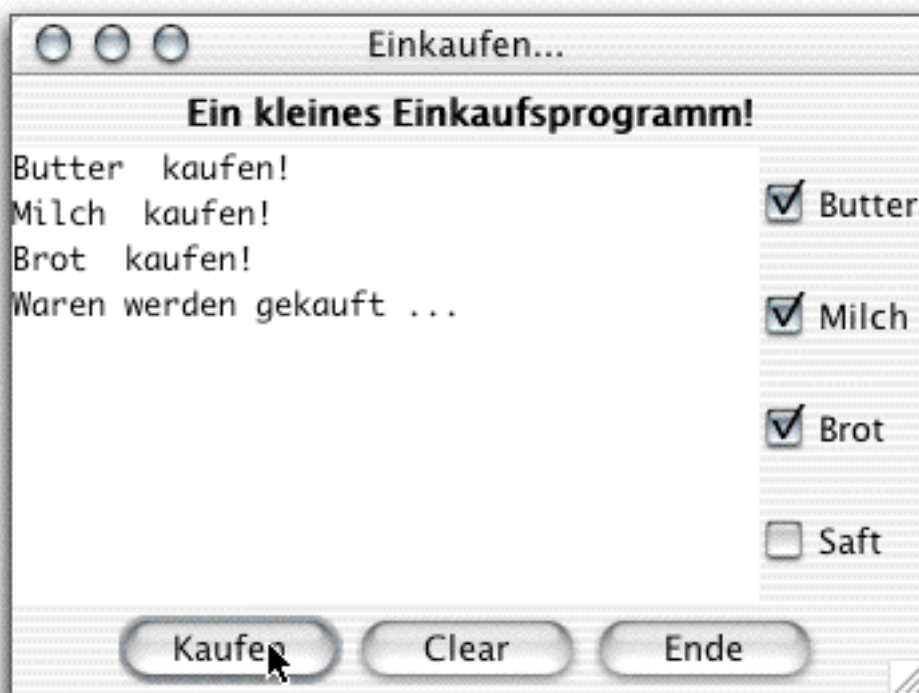 Einkaufen...
Ein kleines Einkaufsprogramm!
Butter  kaufen!
Milch  kaufen!
Brot  kaufen!
Waren werden gekauft ...
Butter
Milch
Brot
Saft
Kaufen
Clear
Ende